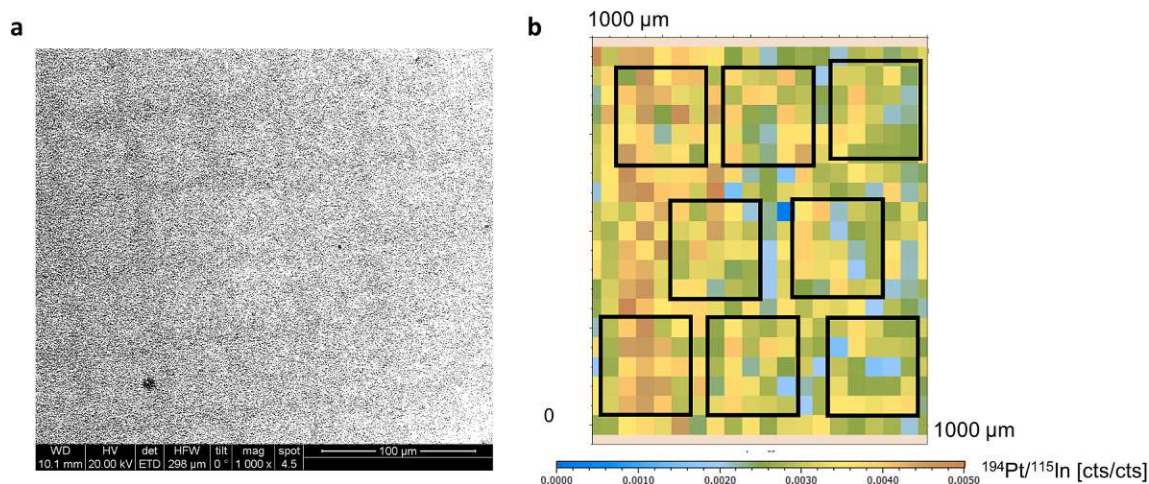 a
WD HV det HFW tilt mag spot
10.1 mm 20.00 kV ETD 298 µm 0 ° 1 000 x 4.5 100 µm
b
1000 µm
0
1000 µm
0.0000 0.0010 0.0020 0.0030 0.0040 0.0050
¹⁹⁴Pt/¹¹⁵In [cts/cts]